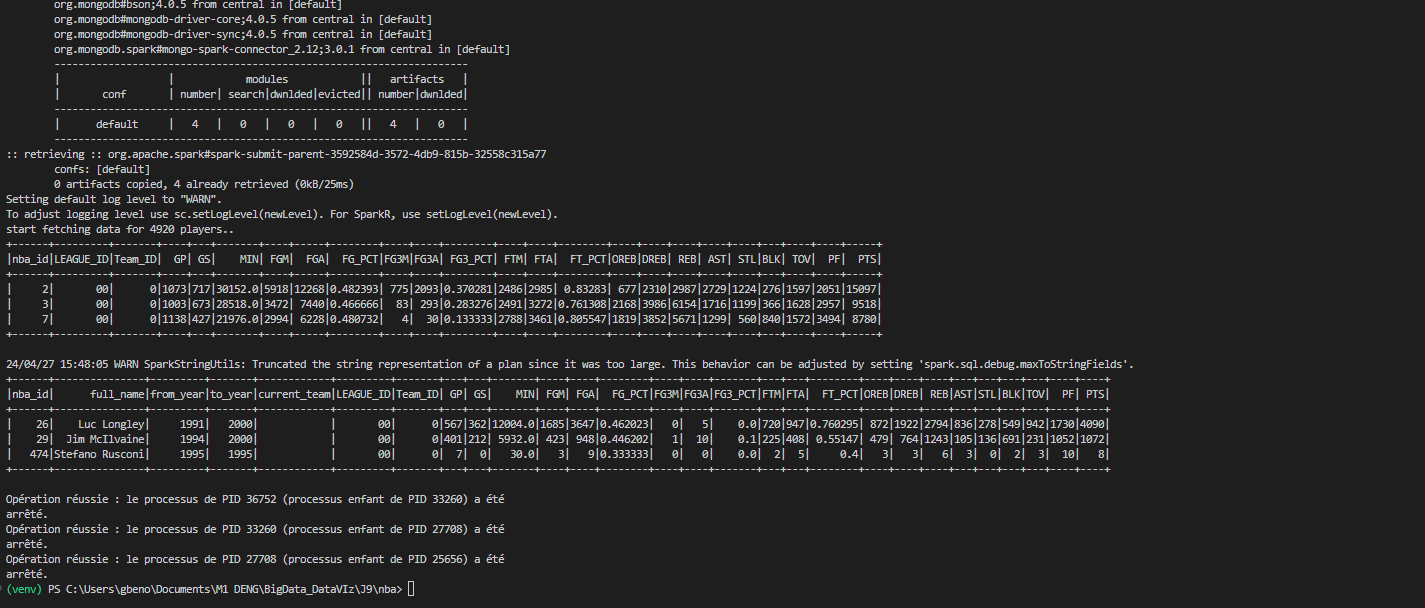 org.mongodb#bson;4.0.5 from central in [default]
org.mongodb#mongodb-driver-core;4.0.5 from central in [default]
org.mongodb#mongodb-driver-sync;4.0.5 from central in [default]
org.mongodb.spark#mongo-spark-connector_2.12;3.0.1 from central in [default]
---------------------------------------------------------------------
|                  |            modules            ||   artifacts   |
|       conf       | number| search|dwnlded|evicted|| number|dwnlded|
---------------------------------------------------------------------
|      default     |   4   |   0   |   0   |   0   ||   4   |   0   |
---------------------------------------------------------------------
:: retrieving :: org.apache.spark#spark-submit-parent-3592584d-3572-4db9-815b-32558c315a77
confs: [default]
0 artifacts copied, 4 already retrieved (0kB/25ms)
Setting default log level to "WARN".
To adjust logging level use sc.setLogLevel(newLevel). For SparkR, use setLogLevel(newLevel).
start fetching data for 4920 players..
+------+---------+-------+----+---+-------+----+-----+--------+----+----+--------+----+----+--------+----+----+----+----+----+---+----+----+-----+
|nba_id|LEAGUE_ID|Team_ID|  GP| GS|    MIN| FGM|  FGA|  FG_PCT|FG3M|FG3A| FG3_PCT| FTM| FTA|  FT_PCT|OREB|DREB| REB| AST| STL|BLK| TOV|  PF|  PTS|
+------+---------+-------+----+---+-------+----+-----+--------+----+----+--------+----+----+--------+----+----+----+----+----+---+----+----+-----+
|     2|       00|      0|1073|717|30152.0|5918|12268|0.482393| 775|2093|0.370281|2486|2985| 0.83283| 677|2310|2987|2729|1224|276|1597|2051|15097|
|     3|       00|      0|1003|673|28518.0|3472| 7440|0.466666|  83| 293|0.283276|2491|3272|0.761308|2168|3986|6154|1716|1199|366|1628|2957| 9518|
|     7|       00|      0|1138|427|21976.0|2994| 6228|0.480732|   4|  30|0.133333|2788|3461|0.805547|1819|3852|5671|1299| 560|840|1572|3494| 8780|
+------+---------+-------+----+---+-------+----+-----+--------+----+----+--------+----+----+--------+----+----+----+----+----+---+----+----+-----+
24/04/27 15:48:05 WARN SparkStringUtils: Truncated the string representation of a plan since it was too large. This behavior can be adjusted by setting 'spark.sql.debug.maxToStringFields'.
+------+---------------+---------+-------+------------+---------+-------+---+---+-------+----+----+--------+----+----+-------+---+---+--------+----+----+----+---+---+---+---+----+----+
|nba_id|      full_name|from_year|to_year|current_team|LEAGUE_ID|Team_ID| GP| GS|    MIN| FGM| FGA|  FG_PCT|FG3M|FG3A|FG3_PCT|FTM|FTA|  FT_PCT|OREB|DREB| REB|AST|STL|BLK|TOV|  PF| PTS|
+------+---------------+---------+-------+------------+---------+-------+---+---+-------+----+----+--------+----+----+-------+---+---+--------+----+----+----+---+---+---+---+----+----+
|    26|    Luc Longley|     1991|   2000|            |       00|      0|567|362|12004.0|1685|3647|0.462023|   0|   5|    0.0|720|947|0.760295| 872|1922|2794|836|278|549|942|1730|4090|
|    29|  Jim McIlvaine|     1994|   2000|            |       00|      0|401|212| 5932.0| 423| 948|0.446202|   1|  10|    0.1|225|408| 0.55147| 479| 764|1243|105|136|691|231|1052|1072|
|   474|Stefano Rusconi|     1995|   1995|            |       00|      0|  7|  0|   30.0|   3|   9|0.333333|   0|   0|    0.0|  2|  5|     0.4|   3|   3|   6|  3|  0|  2|  3|  10|   8|
+------+---------------+---------+-------+------------+---------+-------+---+---+-------+----+----+--------+----+----+-------+---+---+--------+----+----+----+---+---+---+---+----+----+
Opération réussie : le processus de PID 36752 (processus enfant de PID 33260) a été
arrêté.
Opération réussie : le processus de PID 33260 (processus enfant de PID 27708) a été
arrêté.
Opération réussie : le processus de PID 27708 (processus enfant de PID 25656) a été
arrêté.
(venv) PS C:\Users\gbeno\Documents\M1 DENG\BigData_DataVIz\J9\nba>